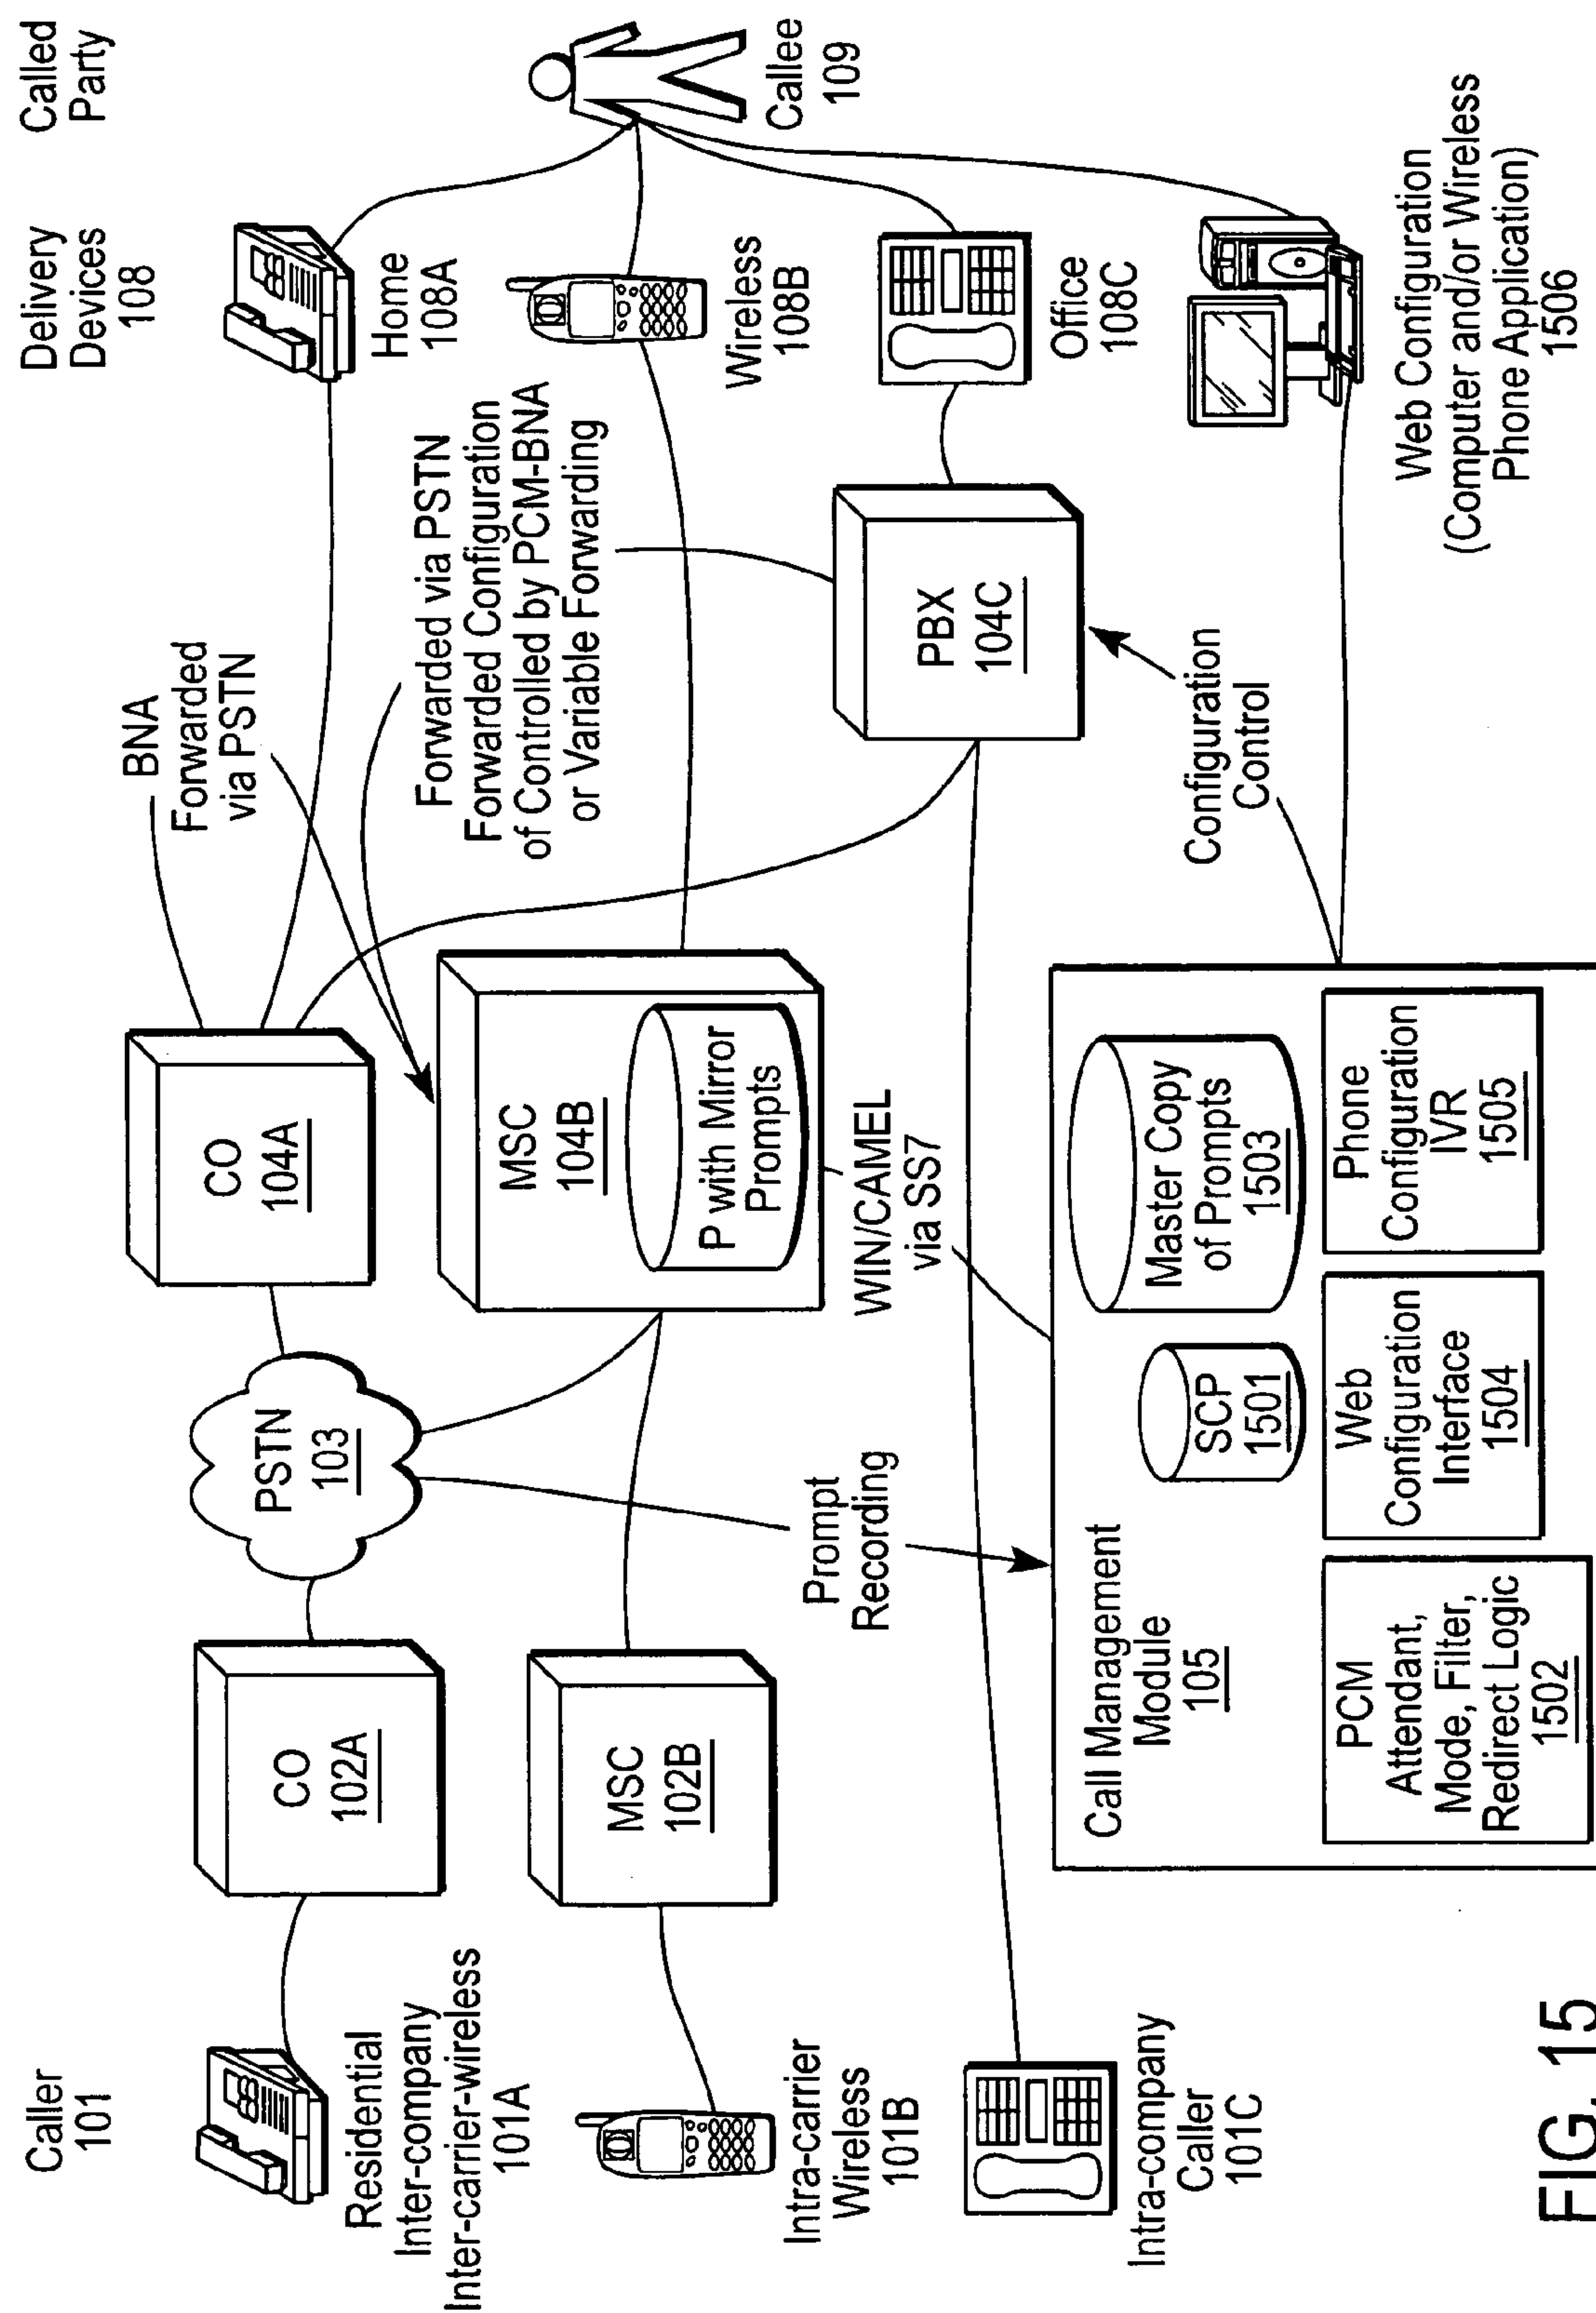 Caller
101
Delivery
Devices
108
Called
Party
Residential
Inter-company
Inter-carrier-wireless
101A
CO
102A
PSTN
103
CO
104A
BNA
Forwarded
via PSTN
Home
108A
Intra-carrier
Wireless
101B
MSC
102B
MSC
104B
P with Mirror
Prompts
Forwarded via PSTN
Forwarded Configuration
of Controlled by PCM-BNA
or Variable Forwarding
Wireless
108B
Callee
109
Prompt
Recording
WIN/CAMEL
via SS7
PBX
104C
Office
108C
Intra-company
Caller
101C
Call Management
Module
105
SCP
1501
Master Copy
of Prompts
1503
Configuration
Control
PCM
Attendant,
Mode, Filter,
Redirect Logic
1502
Web
Configuration
Interface
1504
Phone
Configuration
IVR
1505
Web Configuration
(Computer and/or Wireless
Phone Application)
1506
FIG. 15